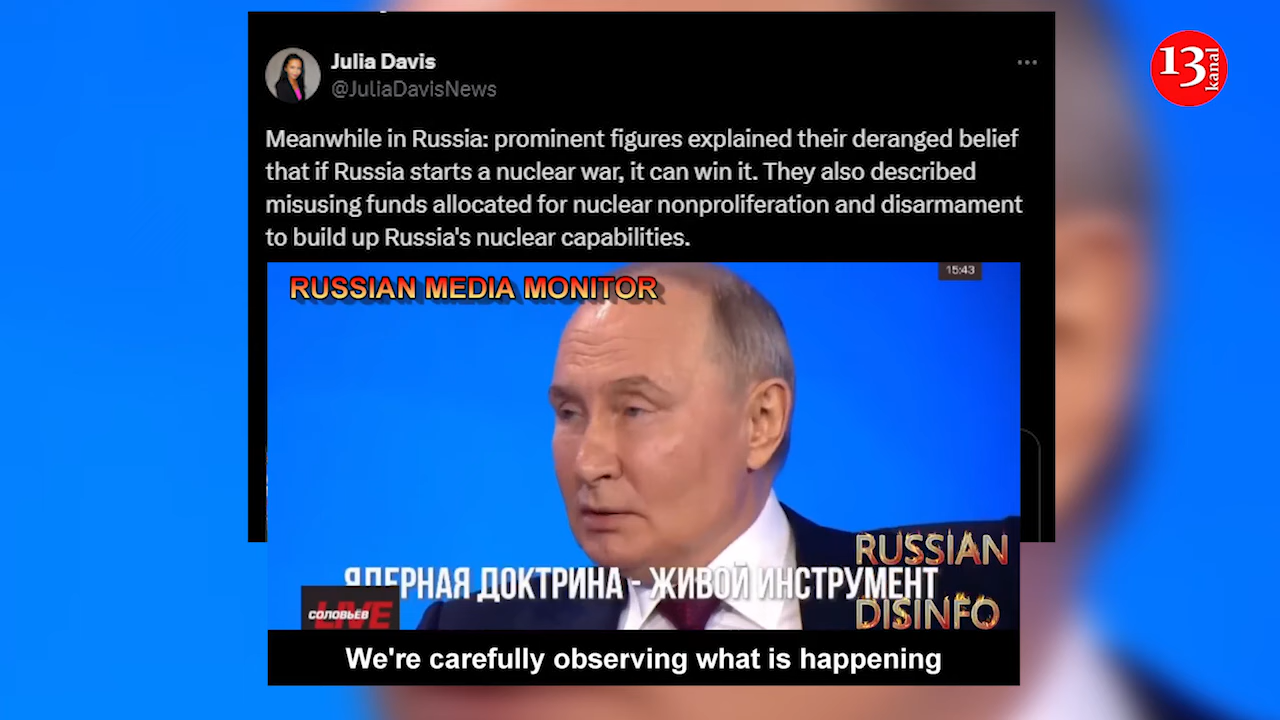 13
kanal
Julia Davis
@JuliaDavisNews
Meanwhile in Russia: prominent figures explained their deranged belief
that if Russia starts a nuclear war, it can win it. They also described
misusing funds allocated for nuclear nonproliferation and disarmament
to build up Russia's nuclear capabilities.
RUSSIAN MEDIA MONITOR
15:43
RUSSIAN
DISINFO
ЯДЕРНАЯ ДОКТРИНА - ЖИВОЙ ИНСТРУМЕНТ
СОЛОВЬЁВ
LIVE
We're carefully observing what is happening